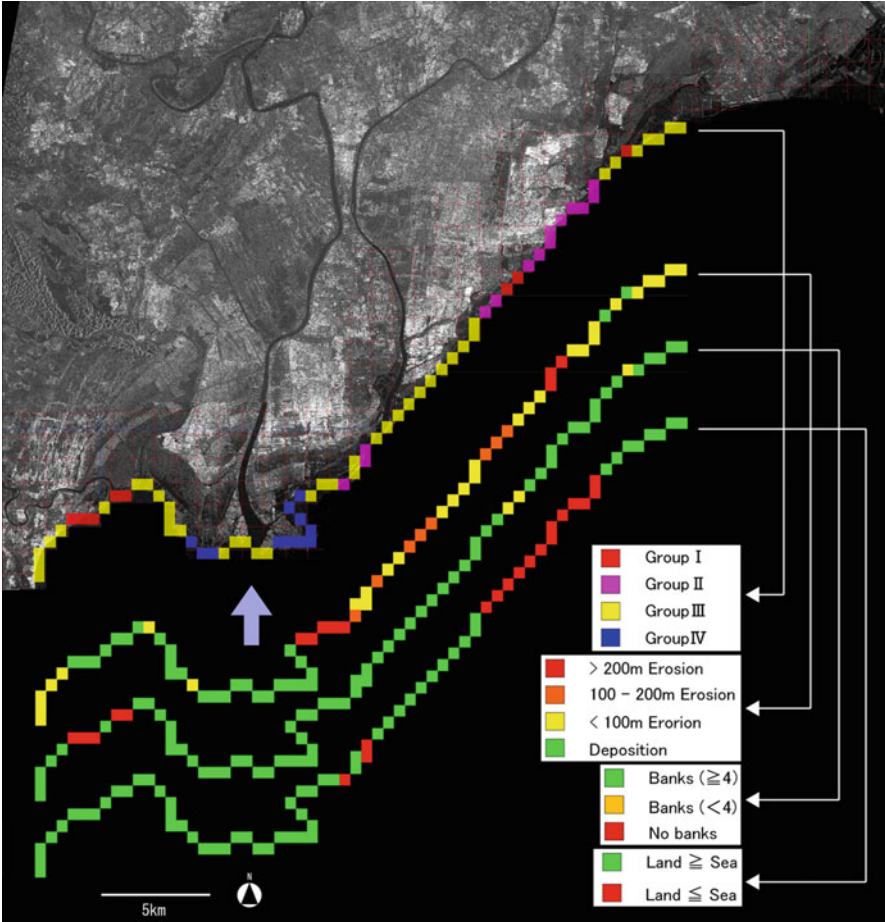 Group I
Group II
Group Ⅲ
Group Ⅳ
> 200m Erosion
100 - 200m Erosion
< 100m Erorion
Deposition
Banks (≧4)
Banks (<4)
No banks
Land ≧ Sea
Land ≦ Sea
N
5km